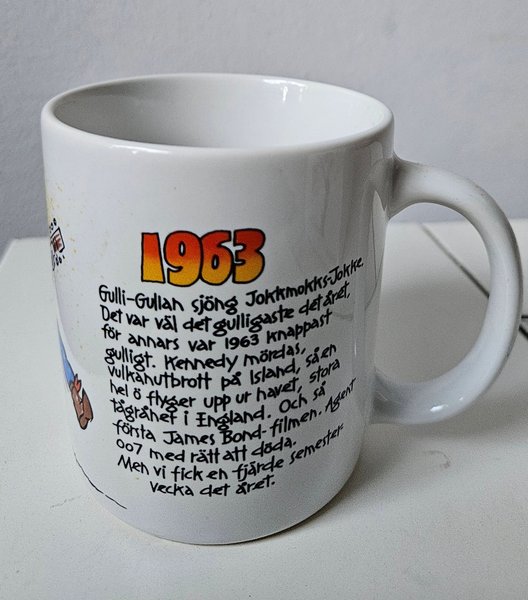 1963
Gulli-Gullan sjöng Jokkmokks-Jokke.
Det var väl det gulligaste det året,
för annars var 1963 knappast
gulligt. Kennedy mördas,
vulkanutbrott på Island, så en
hel ö flyger upp ur havet, stora
tågrånet i England. Och så
första James Bond-filmen. Agent
007 med rätt att döda.
Men vi fick en fjärde semester-
vecka det året.